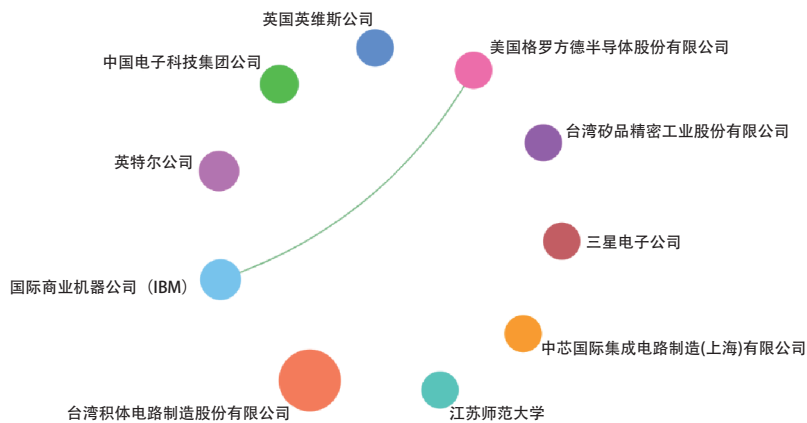 英国英维斯公司
美国格罗方德半导体股份有限公司
中国电子科技集团公司
台湾矽品精密工业股份有限公司
英特尔公司
三星电子公司
国际商业机器公司（IBM）
中芯国际集成电路制造(上海)有限公司
台湾积体电路制造股份有限公司
江苏师范大学